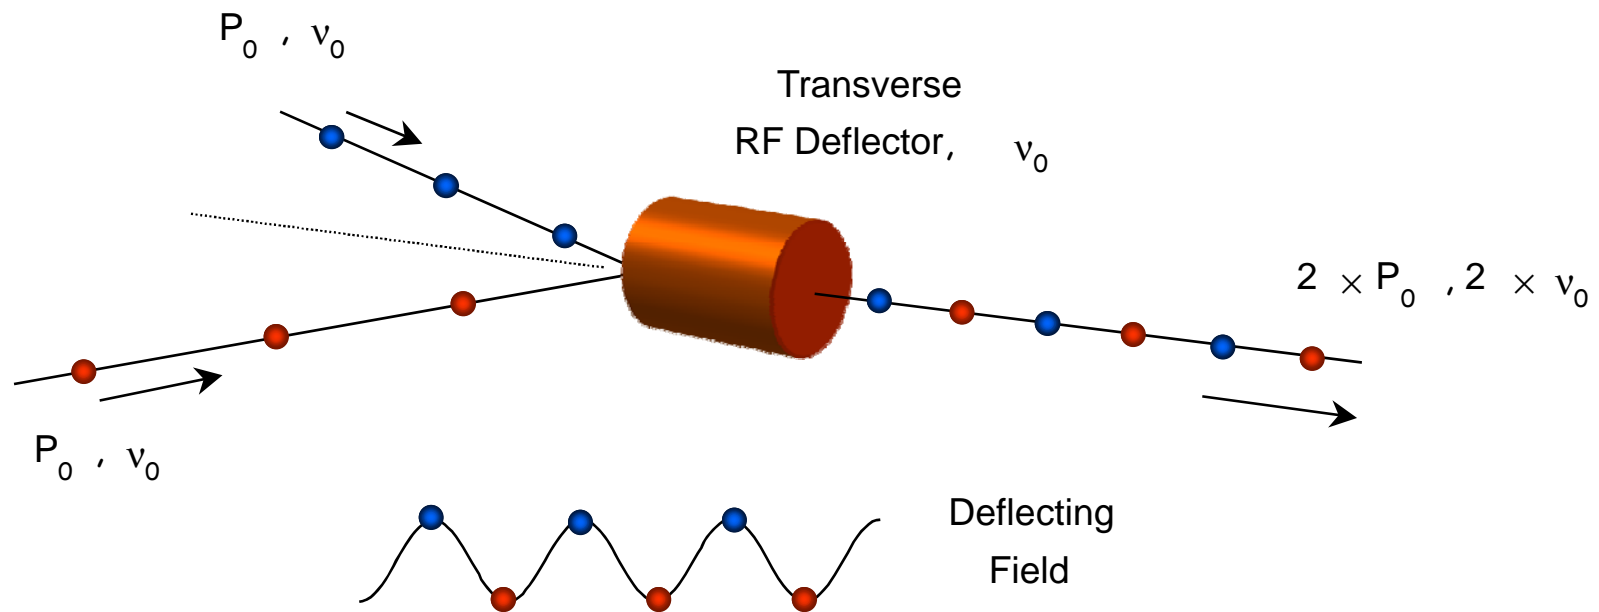 P₀ , ν₀
Transverse
RF Deflector, ν₀
2 × P₀ , 2 × ν₀
P₀ , ν₀
Deflecting
Field